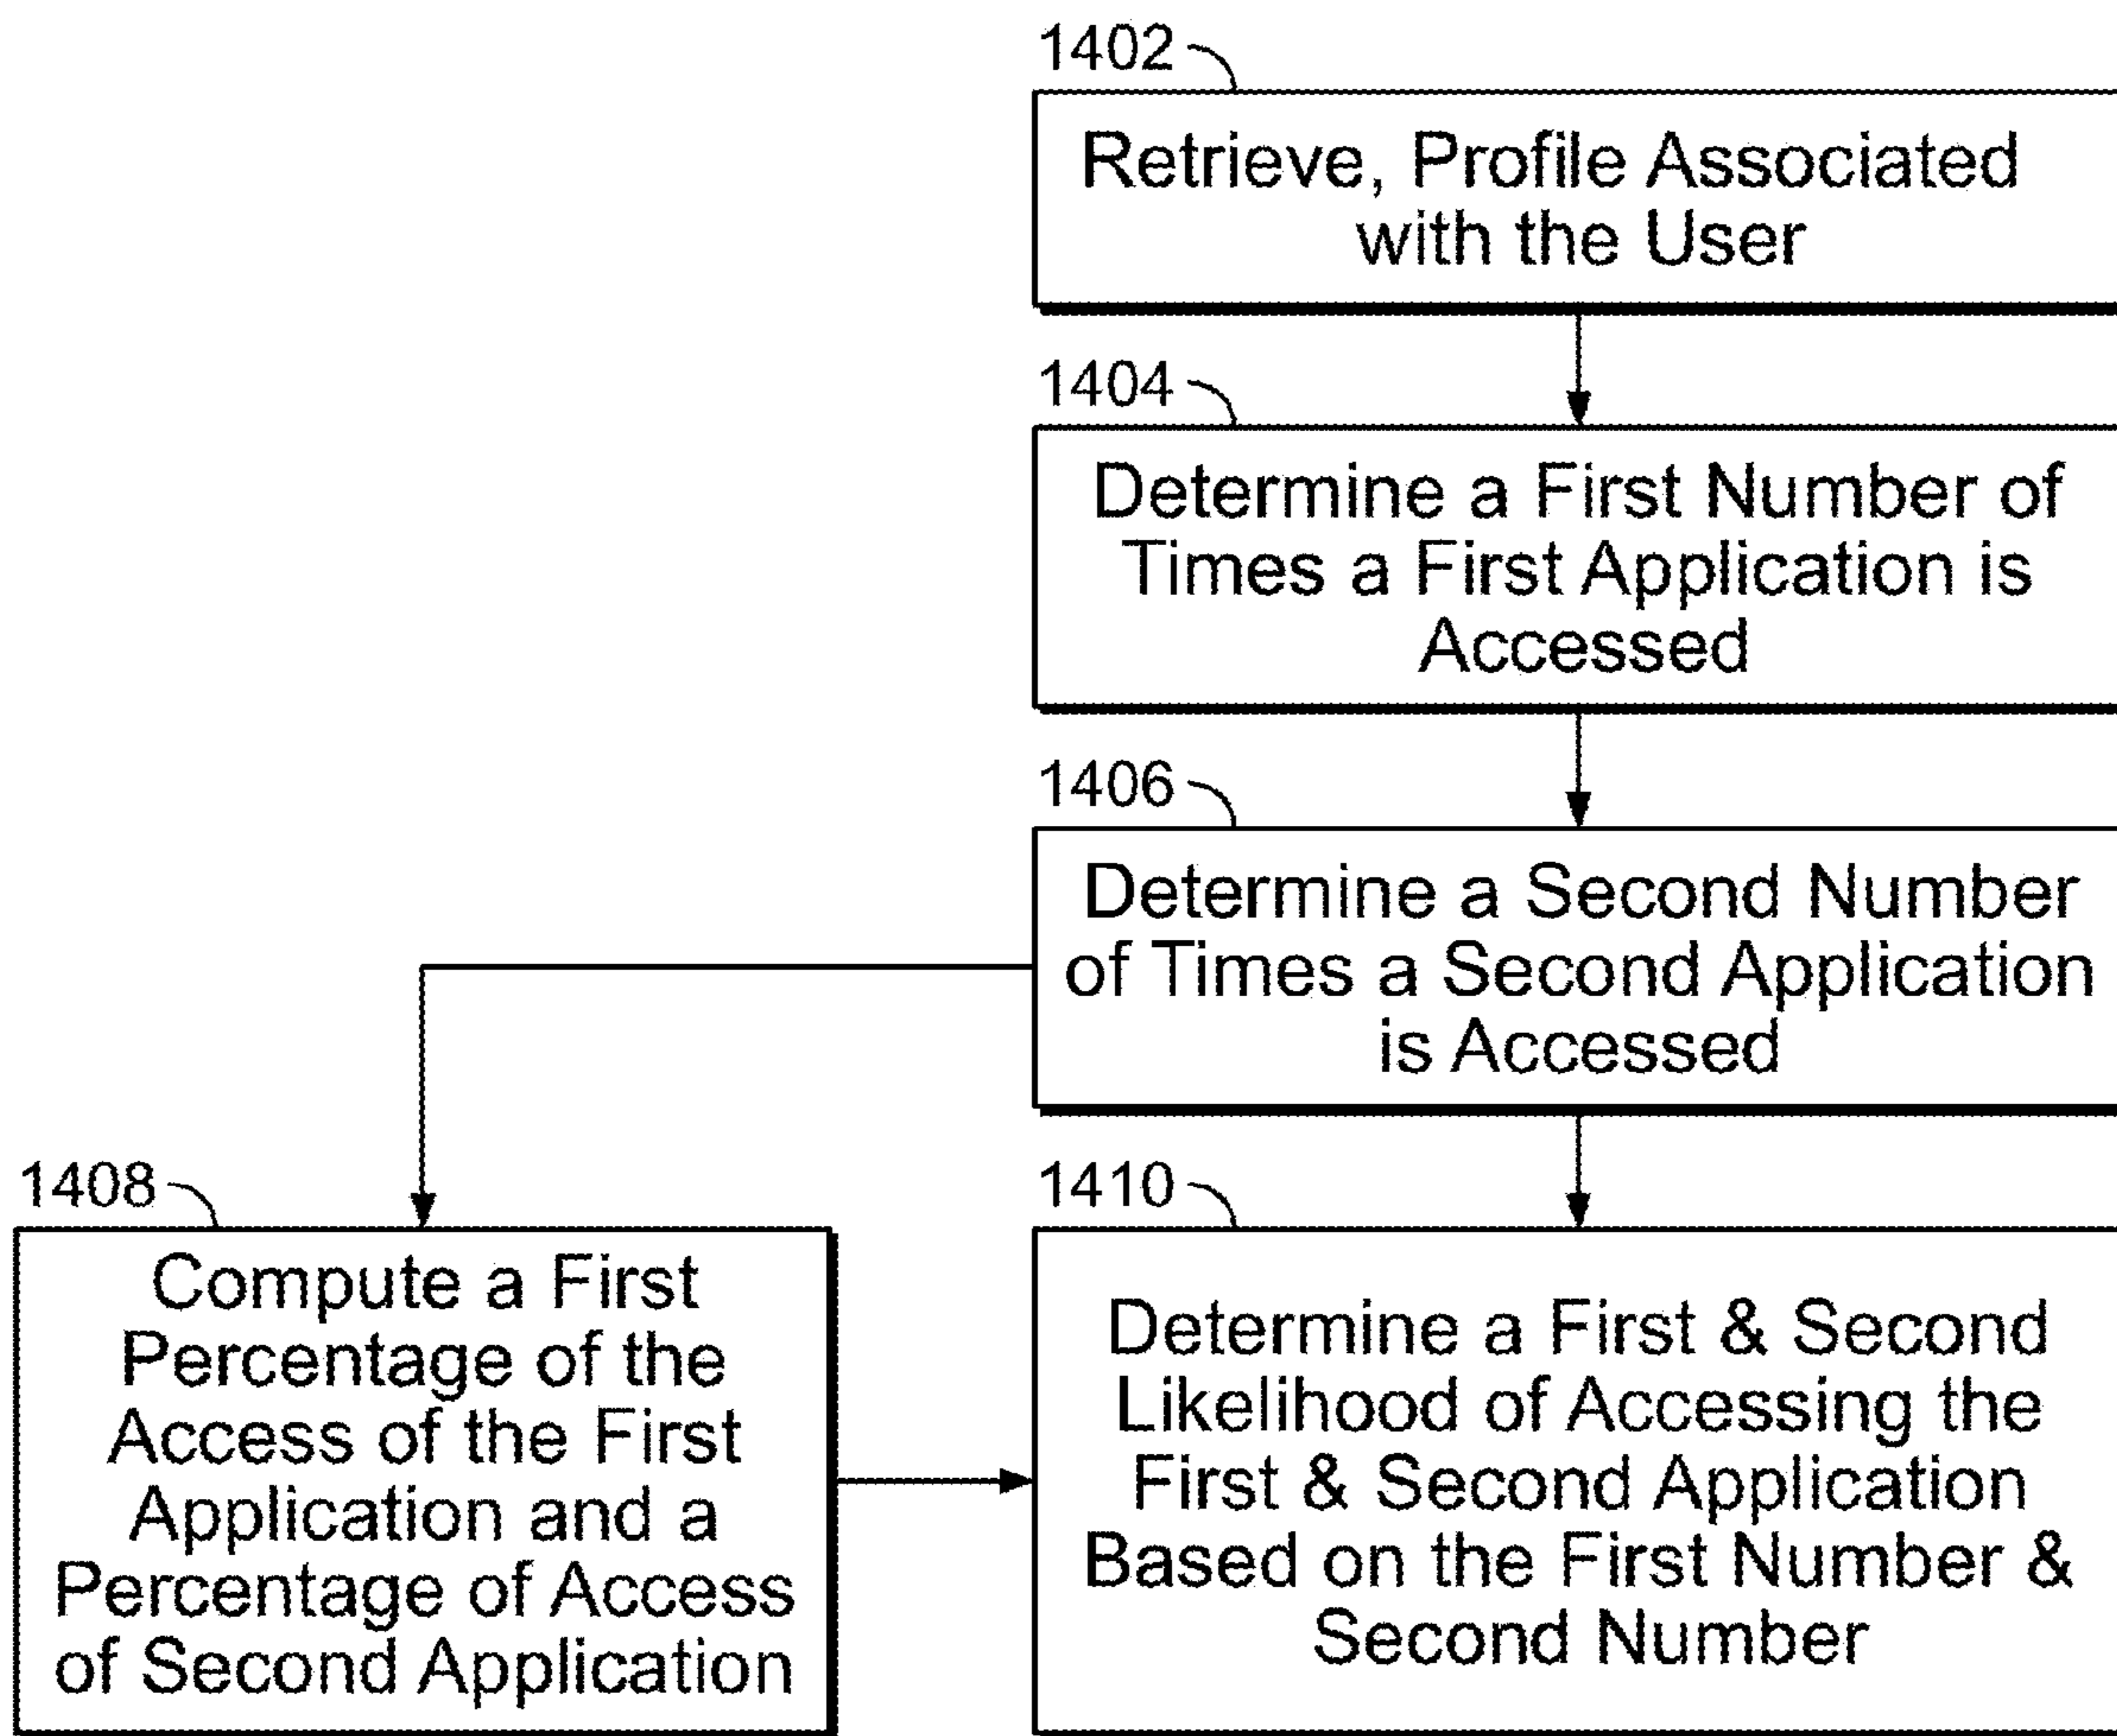 1402
Retrieve, Profile Associated
with the User
1404
Determine a First Number of
Times a First Application is
Accessed
1406
Determine a Second Number
of Times a Second Application
is Accessed
1408
Compute a First
Percentage of the
Access of the First
Application and a
Percentage of Access
of Second Application
1410
Determine a First & Second
Likelihood of Accessing the
First & Second Application
Based on the First Number &
Second Number